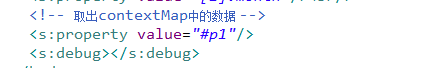 <!-- 取出contextMap中的数据 -->
<s:property value="#p1"/>
<s:debug></s:debug>